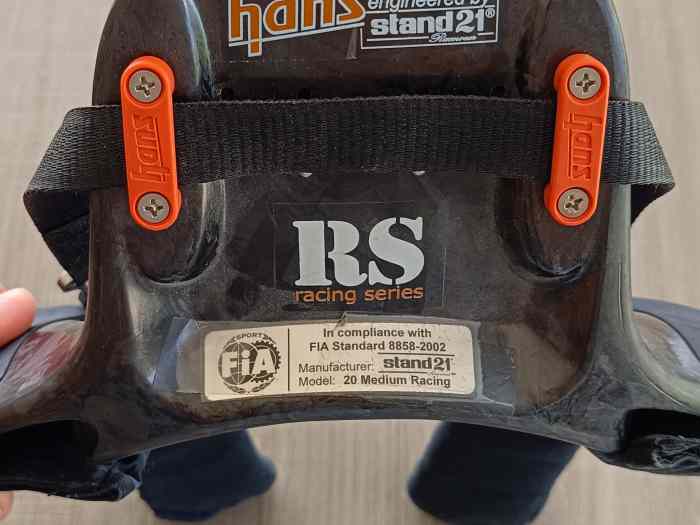 hans
engineered by
stand21®
Racewear
hans
hans
RS
racing series
SPORT
FIA
In compliance with
FIA Standard 8858-2002
Manufacturer: stand21
Model: 20 Medium Racing